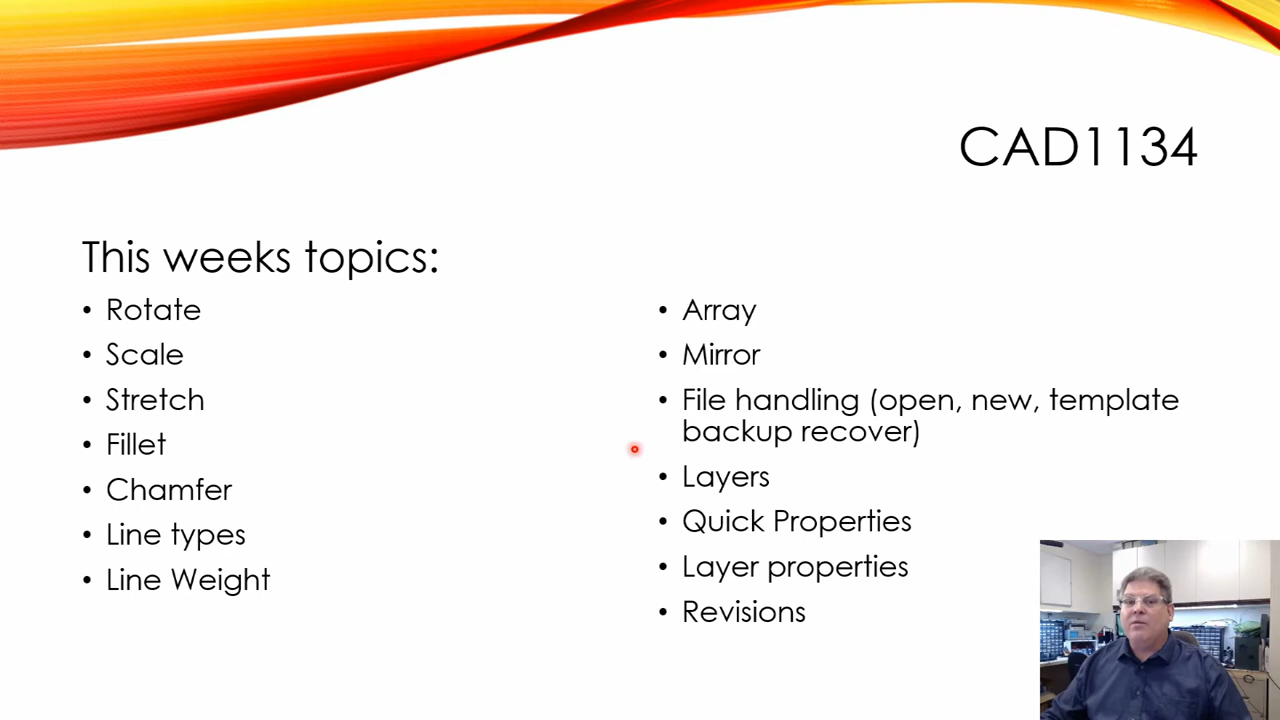 CAD1134
This weeks topics:
• Rotate
• Scale
• Stretch
• Fillet
• Chamfer
• Line types
• Line Weight
• Array
• Mirror
• File handling (open, new, template
backup recover)
• Layers
• Quick Properties
• Layer properties
• Revisions